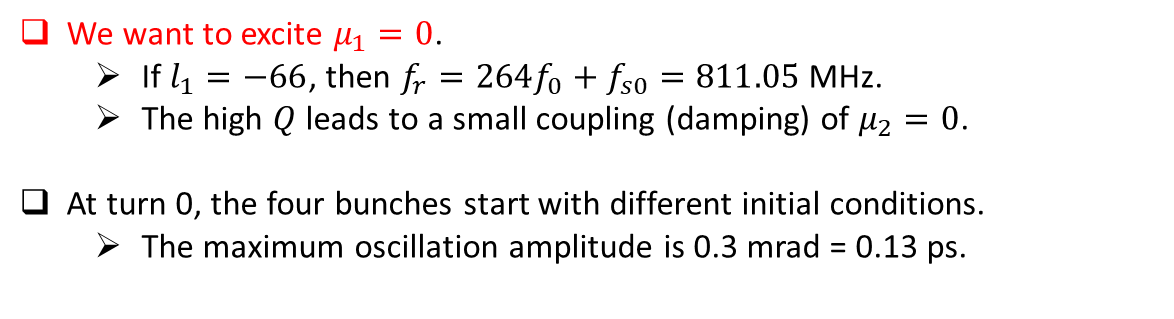 ❑ We want to excite μ₁ = 0.
➢ If l₁ = −66, then fᵣ = 264f₀ + fₛ₀ = 811.05 MHz.
➢ The high Q leads to a small coupling (damping) of μ₂ = 0.
❑ At turn 0, the four bunches start with different initial conditions.
➢ The maximum oscillation amplitude is 0.3 mrad = 0.13 ps.